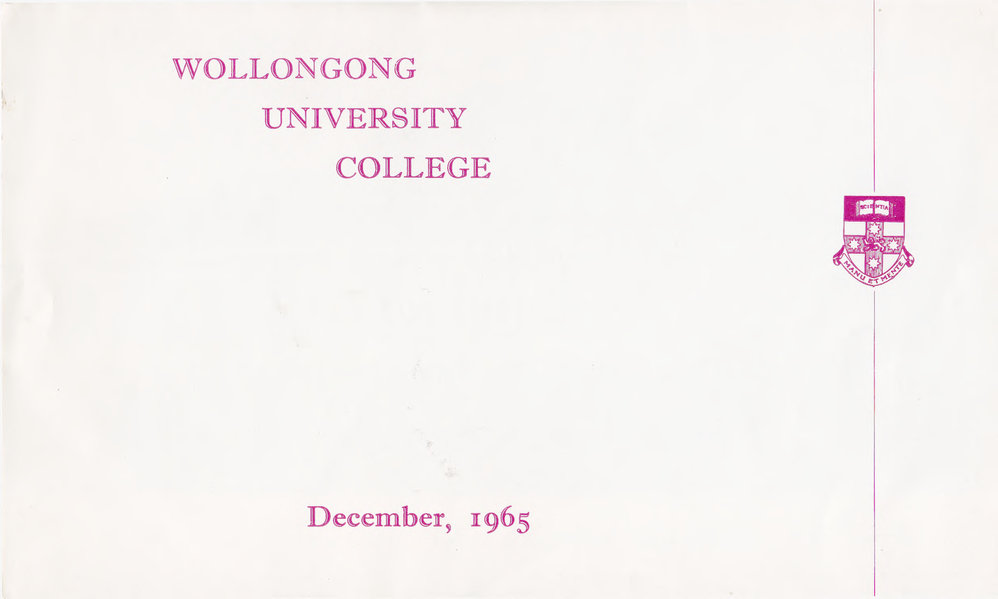 WOLLONGONG
UNIVERSITY
COLLEGE
SCIENTIA
MANU ET MENTE
December, 1965